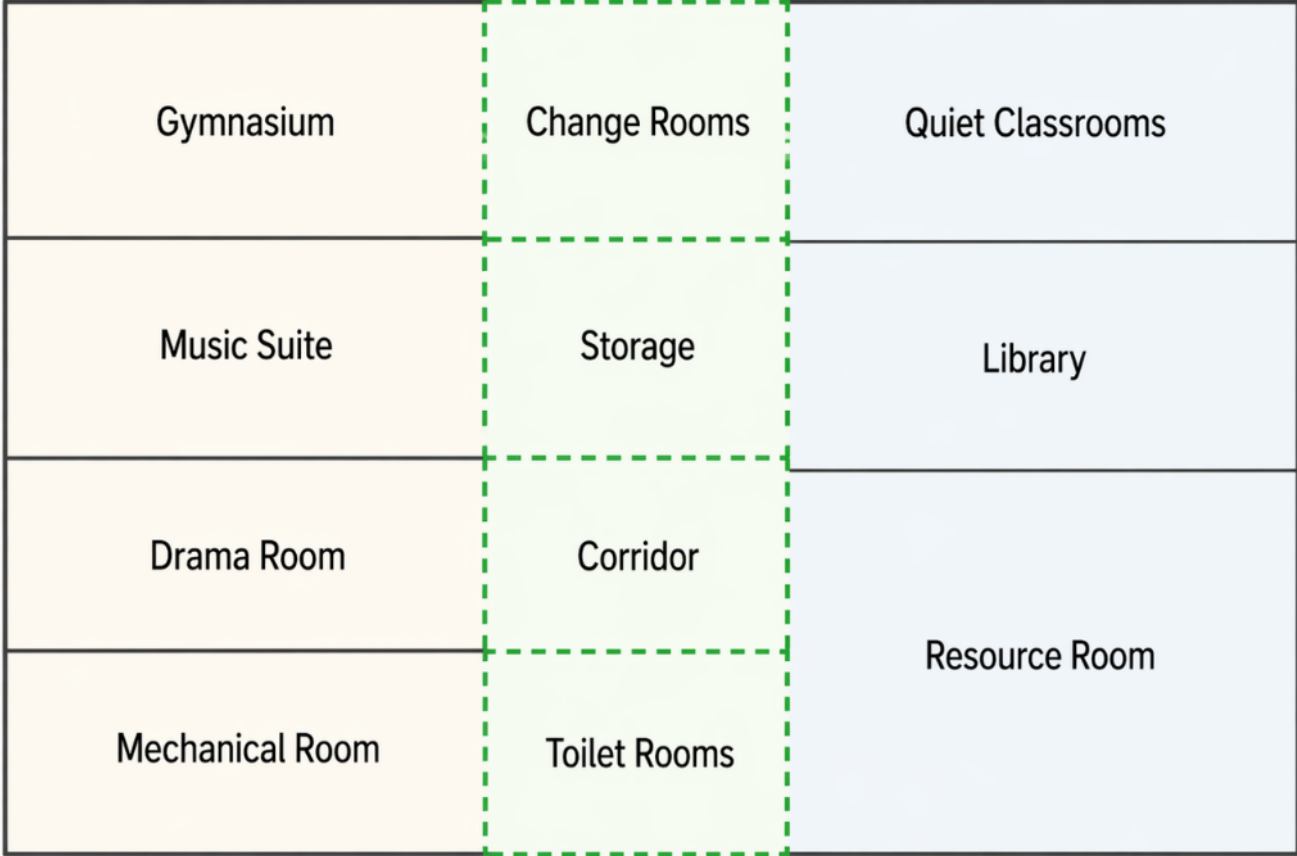 Gymnasium
Change Rooms
Quiet Classrooms
Music Suite
Storage
Library
Drama Room
Corridor
Resource Room
Mechanical Room
Toilet Rooms